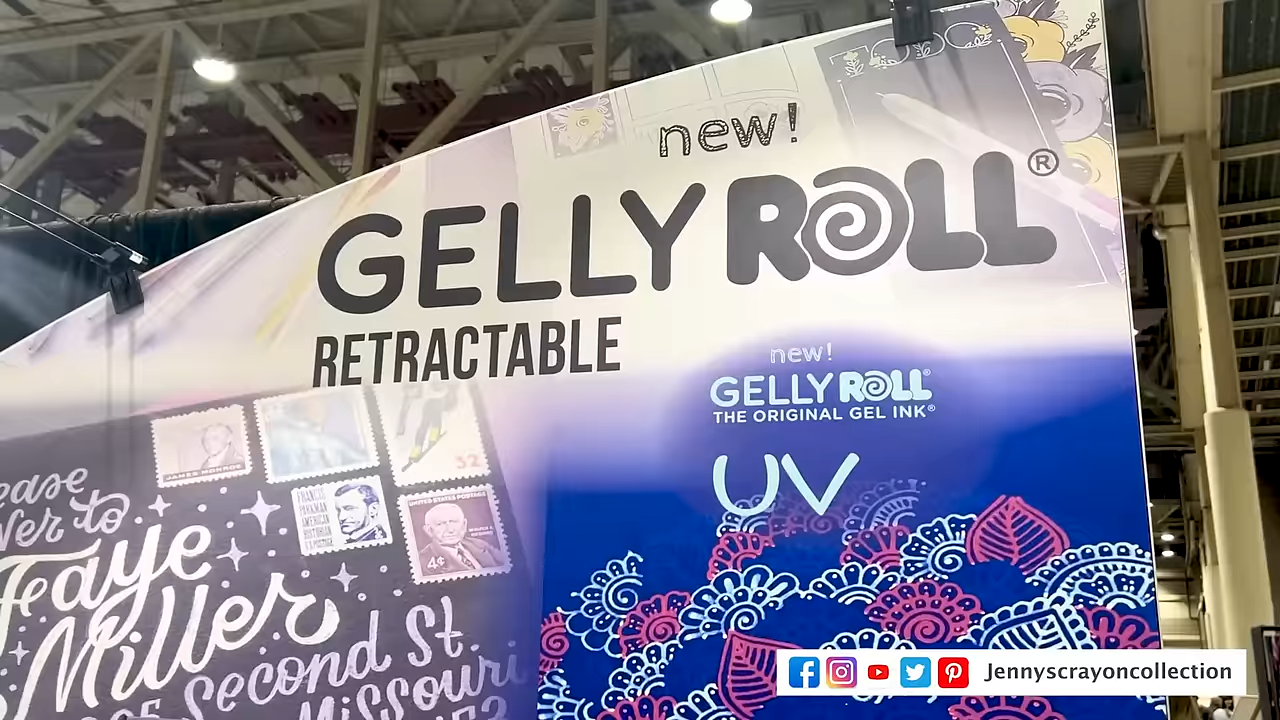 new!
GELLY ROLL®
RETRACTABLE
new!
GELLY ROLL®
THE ORIGINAL GEL INK®
UV
JAMES MONROE
32
FRANCIS
PARKMAN
AMERICAN
HISTORIAN
U.S. POSTAGE
UNITED STATES POSTAGE
4¢
ease
ver to
Faye
Miller
Second St.
Missouri
Jennyscrayoncollection